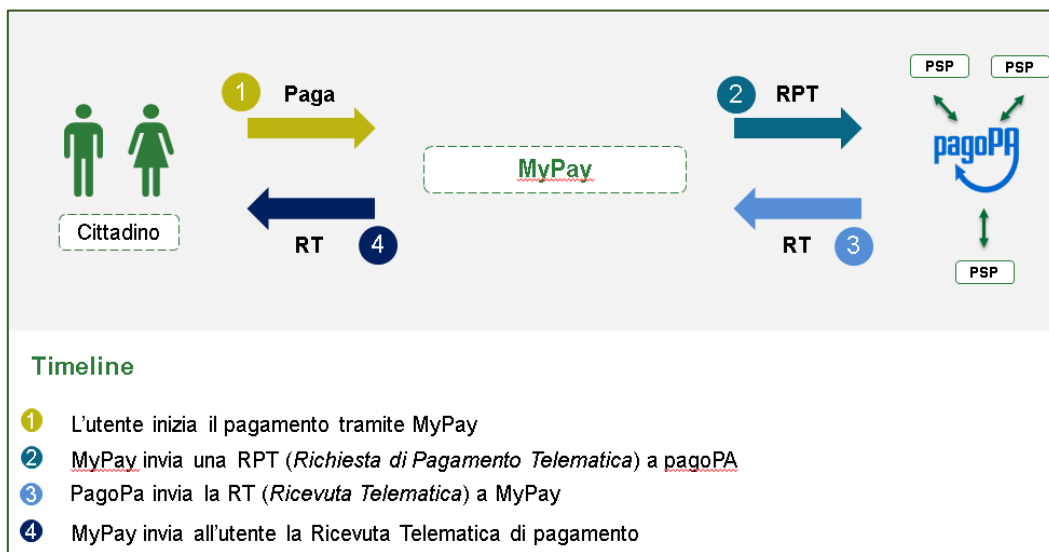 1 Paga
2 RPT
PSP PSP
pagoPA
MyPay
Cittadino
RT 4
RT 3
PSP
Timeline
1 L'utente inizia il pagamento tramite MyPay
2 MyPay invia una RPT (Richiesta di Pagamento Telematica) a pagoPA
3 PagoPa invia la RT (Ricevuta Telematica) a MyPay
4 MyPay invia all'utente la Ricevuta Telematica di pagamento